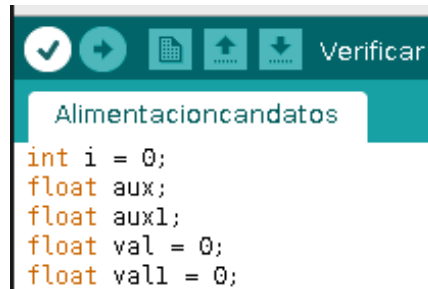 Verificar
Alimentacioncandatos
int i = 0;
float aux;
float aux1;
float val = 0;
float val1 = 0;